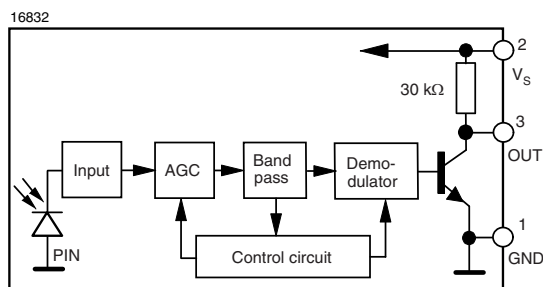 16832
2
V_S
30 kΩ
3
OUT
Input
AGC
Band
pass
Demo-
dulator
PIN
Control circuit
1
GND